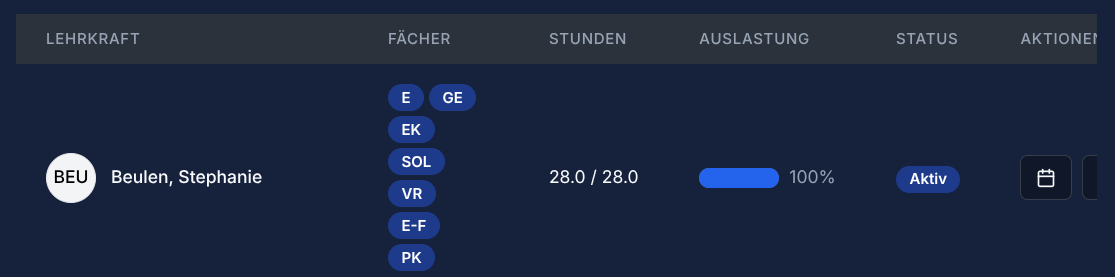 LEHRKRAFT FÄCHER STUNDEN AUSLASTUNG STATUS AKTIONEN
E GE
EK
SOL
BEU Beulen, Stephanie 28.0 / 28.0 100% Aktiv
VR
E-F
PK